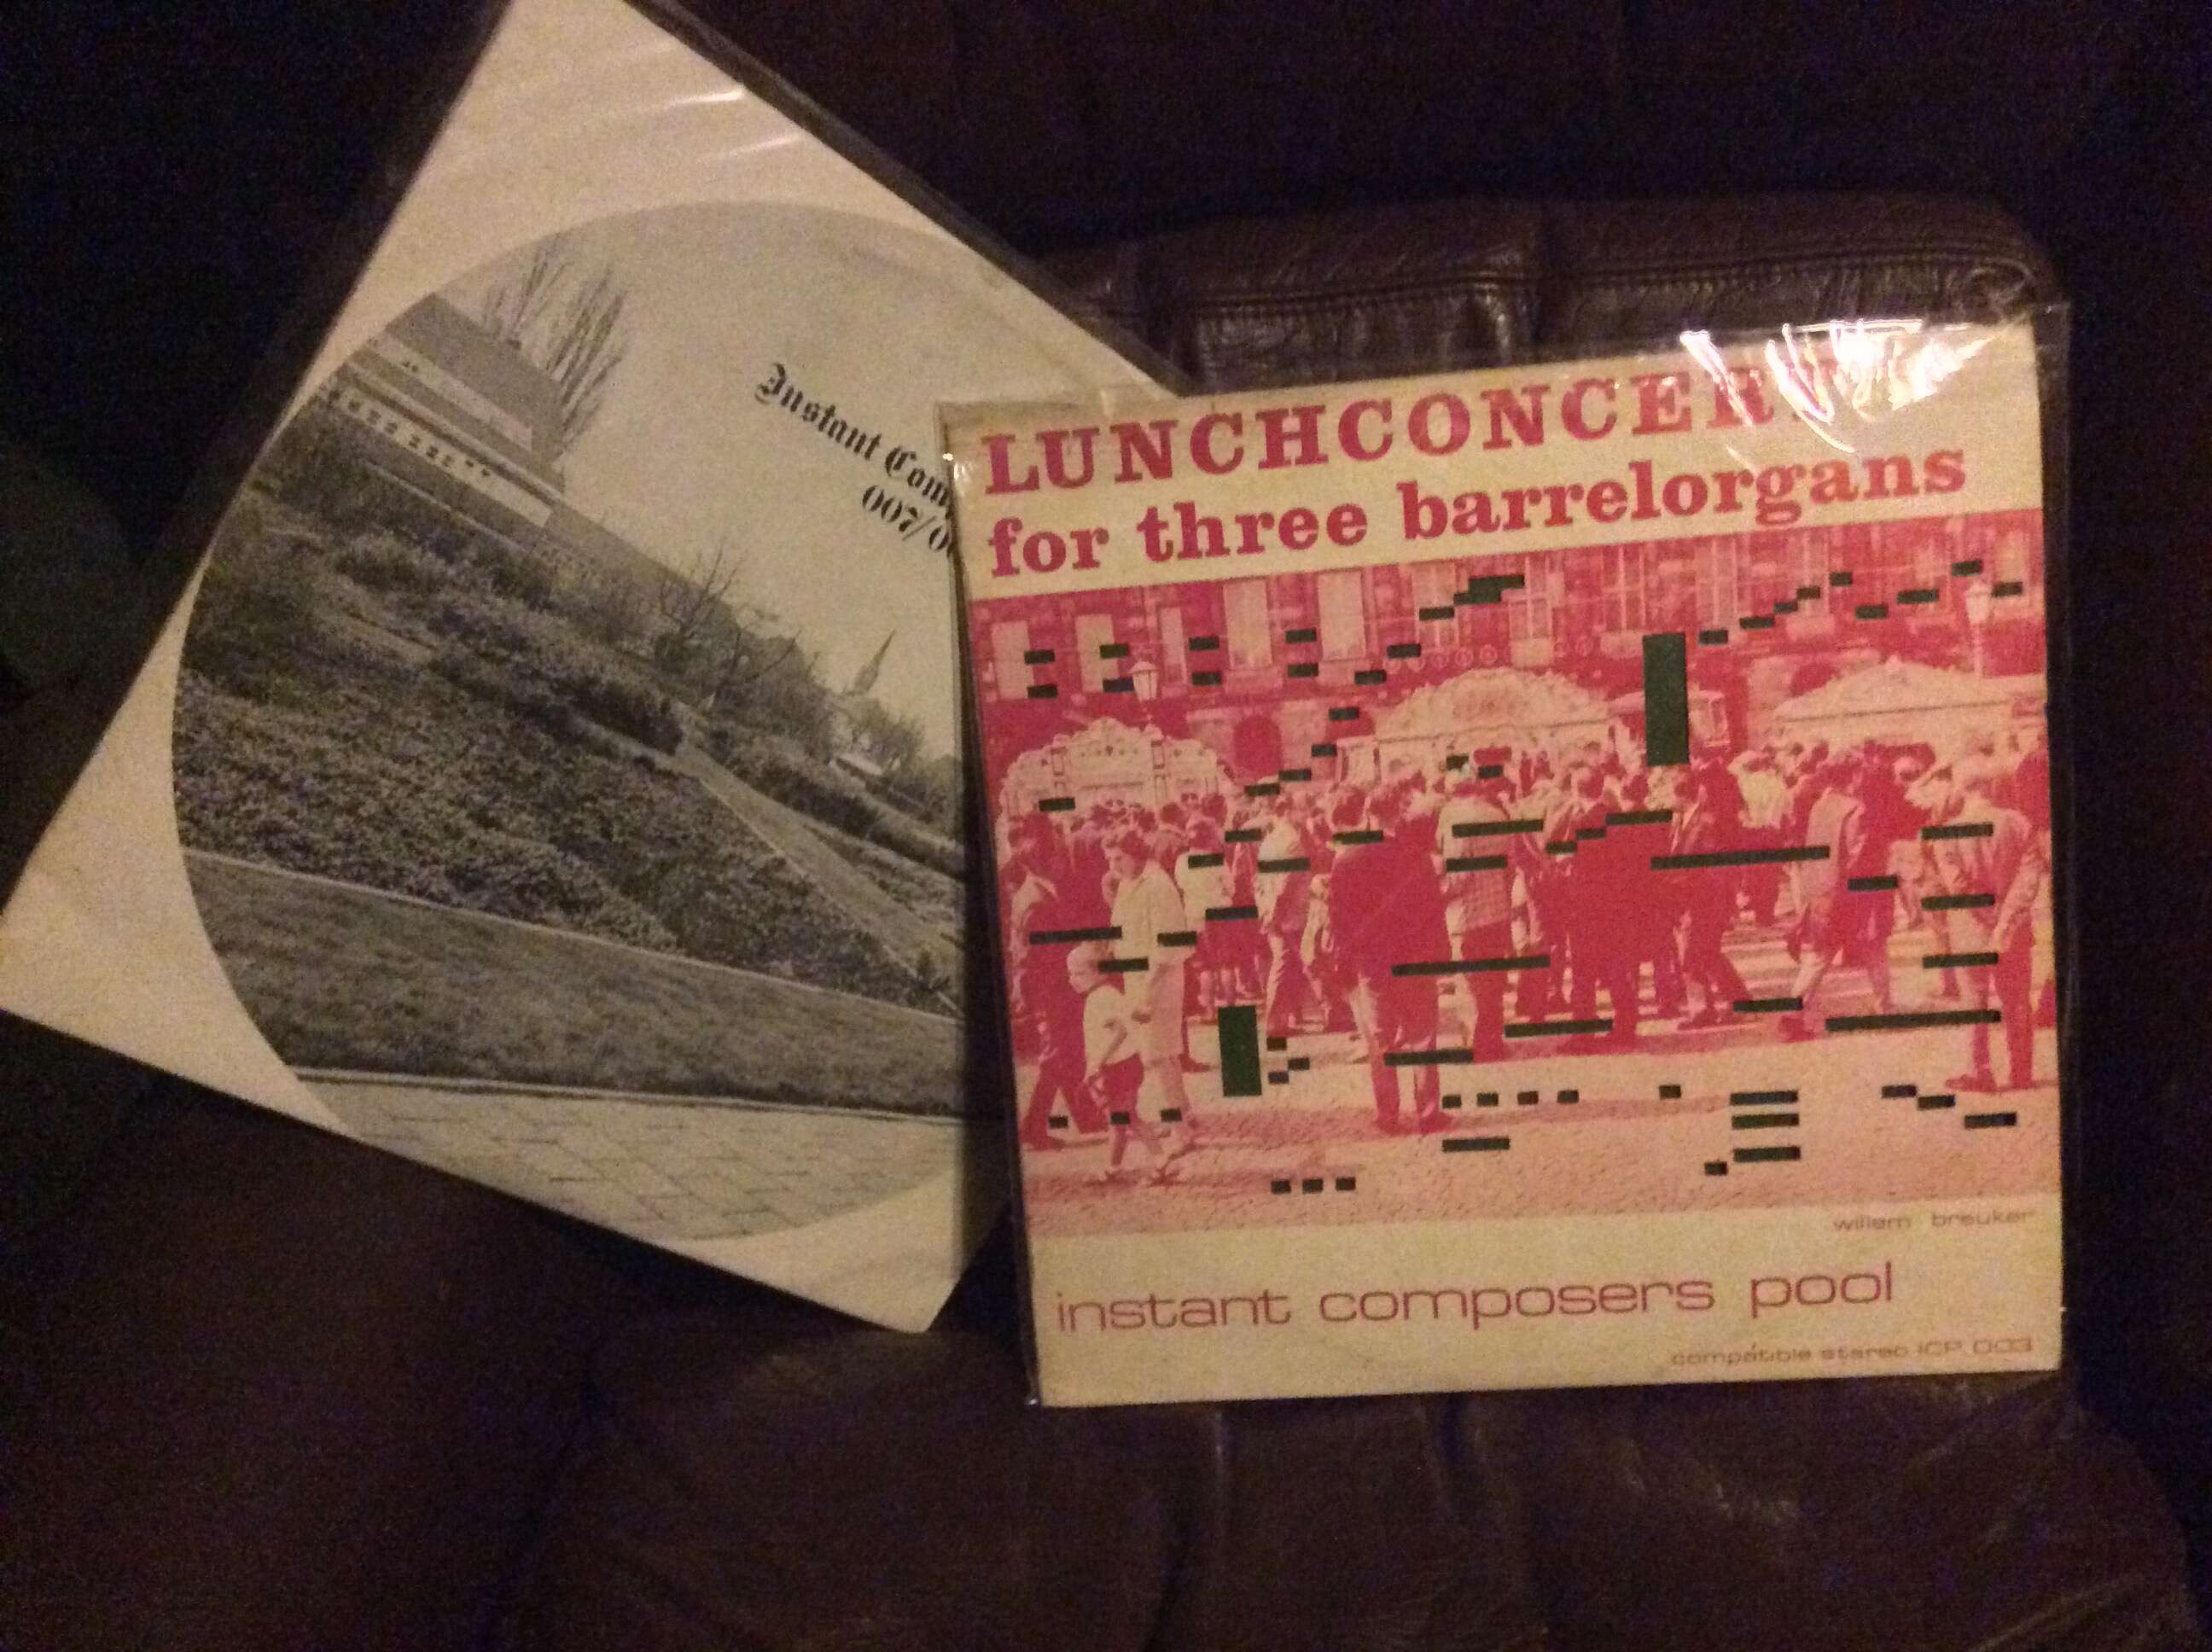 Instant Com
007/0
LUNCHCONCER
for three barrelorgans
willem breuker
instant composers pool
compatible stereo ICP 003